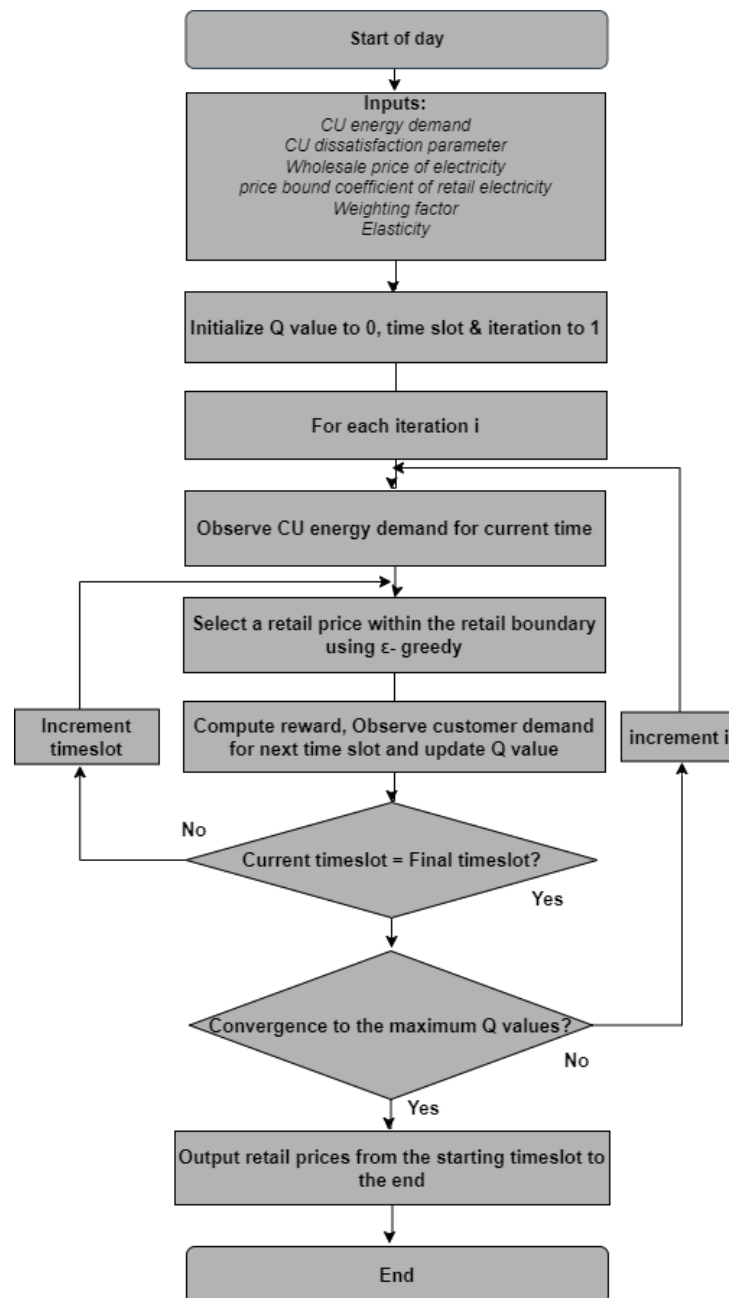 Start of day
Inputs:
CU energy demand
CU dissatisfaction parameter
Wholesale price of electricity
price bound coefficient of retail electricity
Weighting factor
Elasticity
Initialize Q value to 0, time slot & iteration to 1
For each iteration i
Observe CU energy demand for current time
Select a retail price within the retail boundary
using ε- greedy
Increment
timeslot
Compute reward, Observe customer demand
for next time slot and update Q value
increment i
No
Current timeslot = Final timeslot?
Yes
Convergence to the maximum Q values?
No
Yes
Output retail prices from the starting timeslot to
the end
End